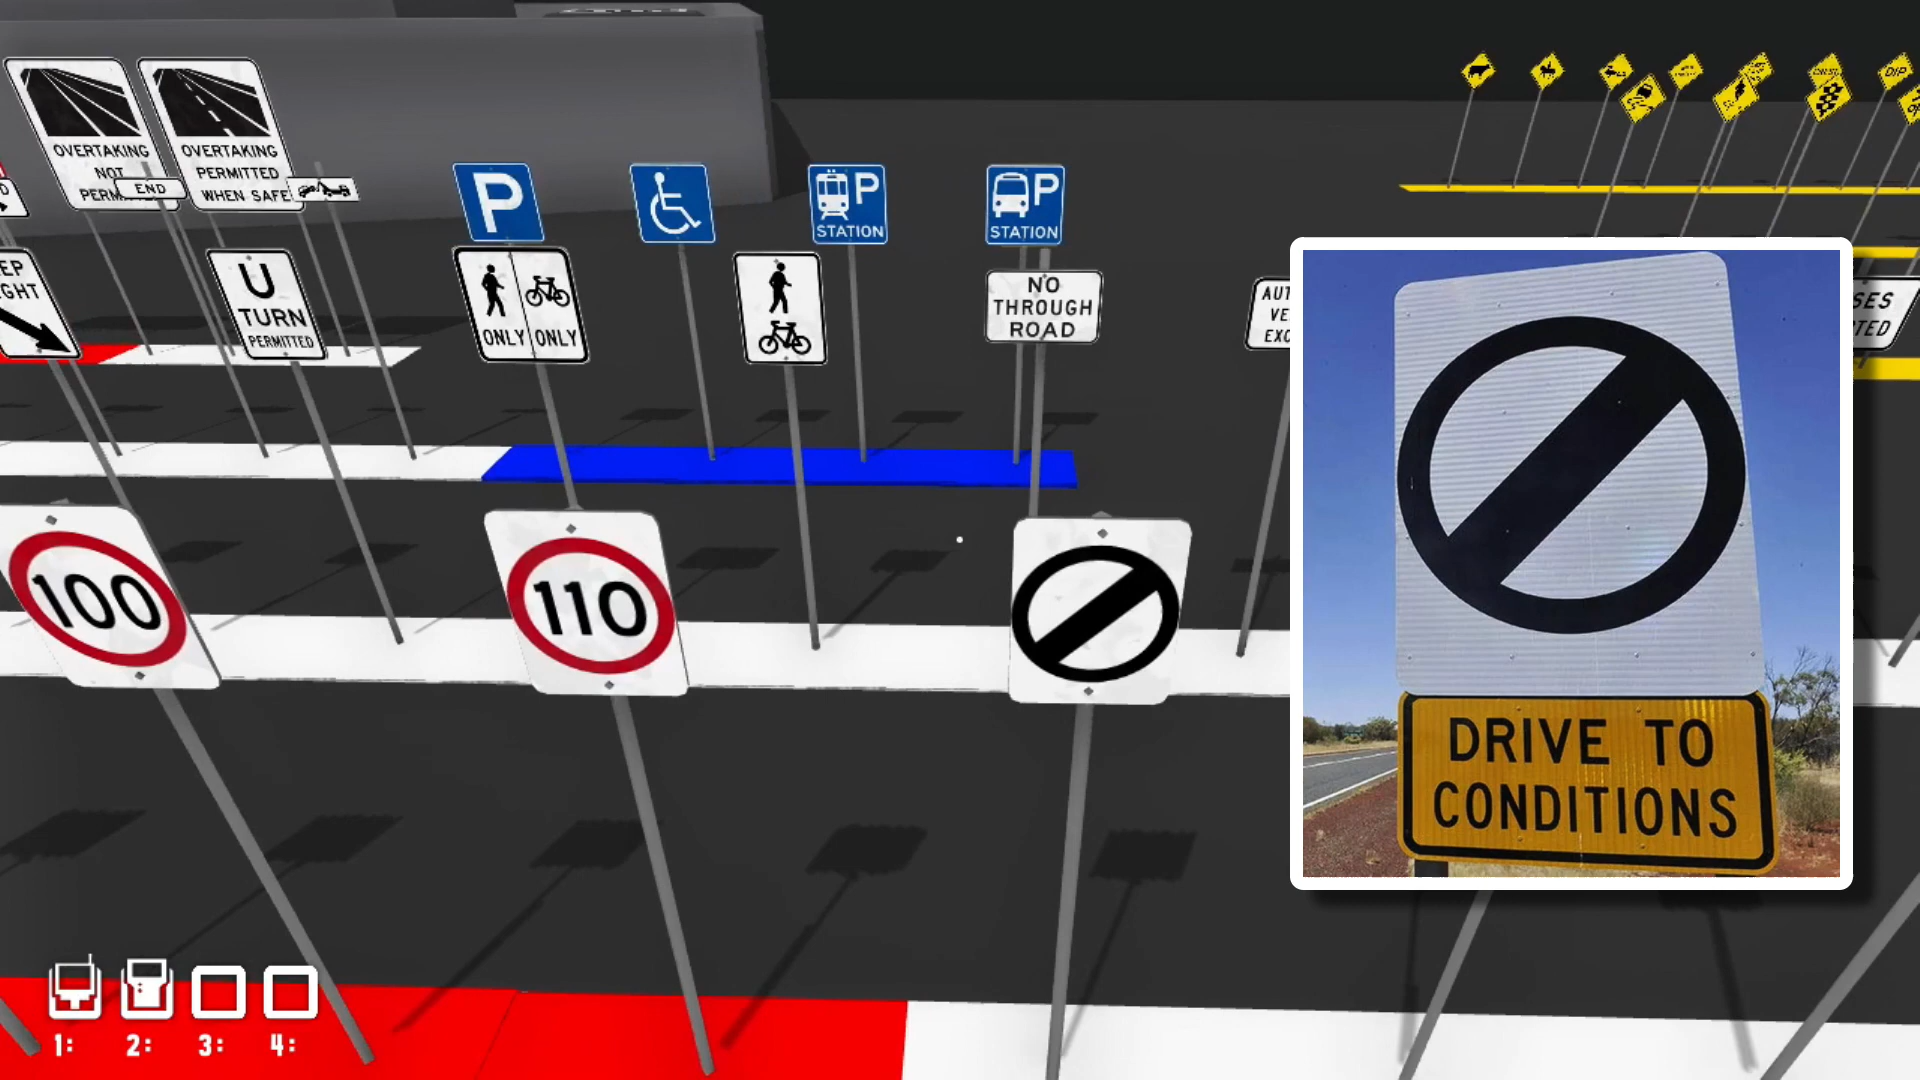 OVERTAKING
NOT
OVERTAKING
PERMITTED
WHEN SAFE
END
P
P
STATION
P
STATION
DIP
U
TURN
PERMITTED
ONLY ONLY
NO
THROUGH
ROAD
100
110
DRIVE TO
CONDITIONS
1:
2:
3:
4: